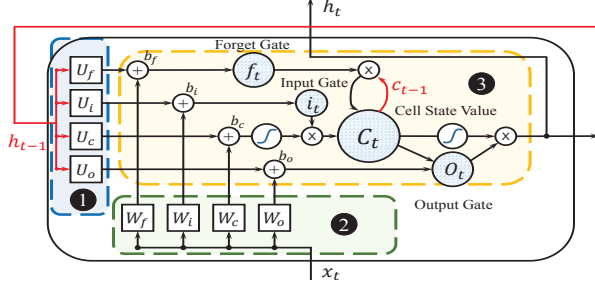 h_t
Forget Gate
U_f
b_f
f_t
×
c_{t-1}
3
Input Gate
U_i
b_i
i_t
Cell State Value
h_{t-1}
U_c
b_c
×
C_t
×
U_o
b_o
O_t
1
Output Gate
W_f
W_i
W_c
W_o
2
x_t